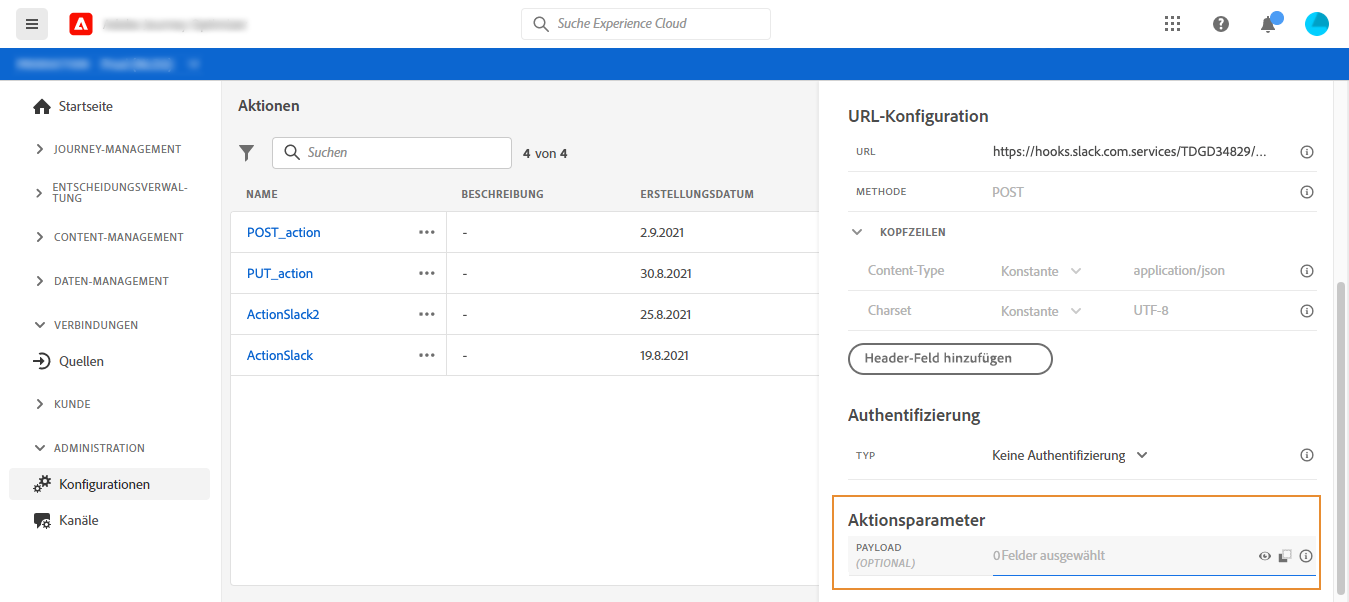 Suche Experience Cloud
Startseite
JOURNEY-MANAGEMENT
ENTSCHEIDUNGSVERWAL-
TUNG
CONTENT-MANAGEMENT
DATEN-MANAGEMENT
VERBINDUNGEN
Quellen
KUNDE
ADMINISTRATION
Konfigurationen
Kanäle
Aktionen
Suchen
4 von 4
NAME BESCHREIBUNG ERSTELLUNGSDATUM
POST_action ••• - 2.9.2021
PUT_action ••• - 30.8.2021
ActionSlack2 ••• - 25.8.2021
ActionSlack ••• - 19.8.2021
URL-Konfiguration
URL https://hooks.slack.com.services/TDGD34829/...
METHODE POST
KOPFZEILEN
Content-Type Konstante application/json
Charset Konstante UTF-8
Header-Feld hinzufügen
Authentifizierung
TYP Keine Authentifizierung
Aktionsparameter
PAYLOAD
(OPTIONAL)
0 Felder ausgewählt